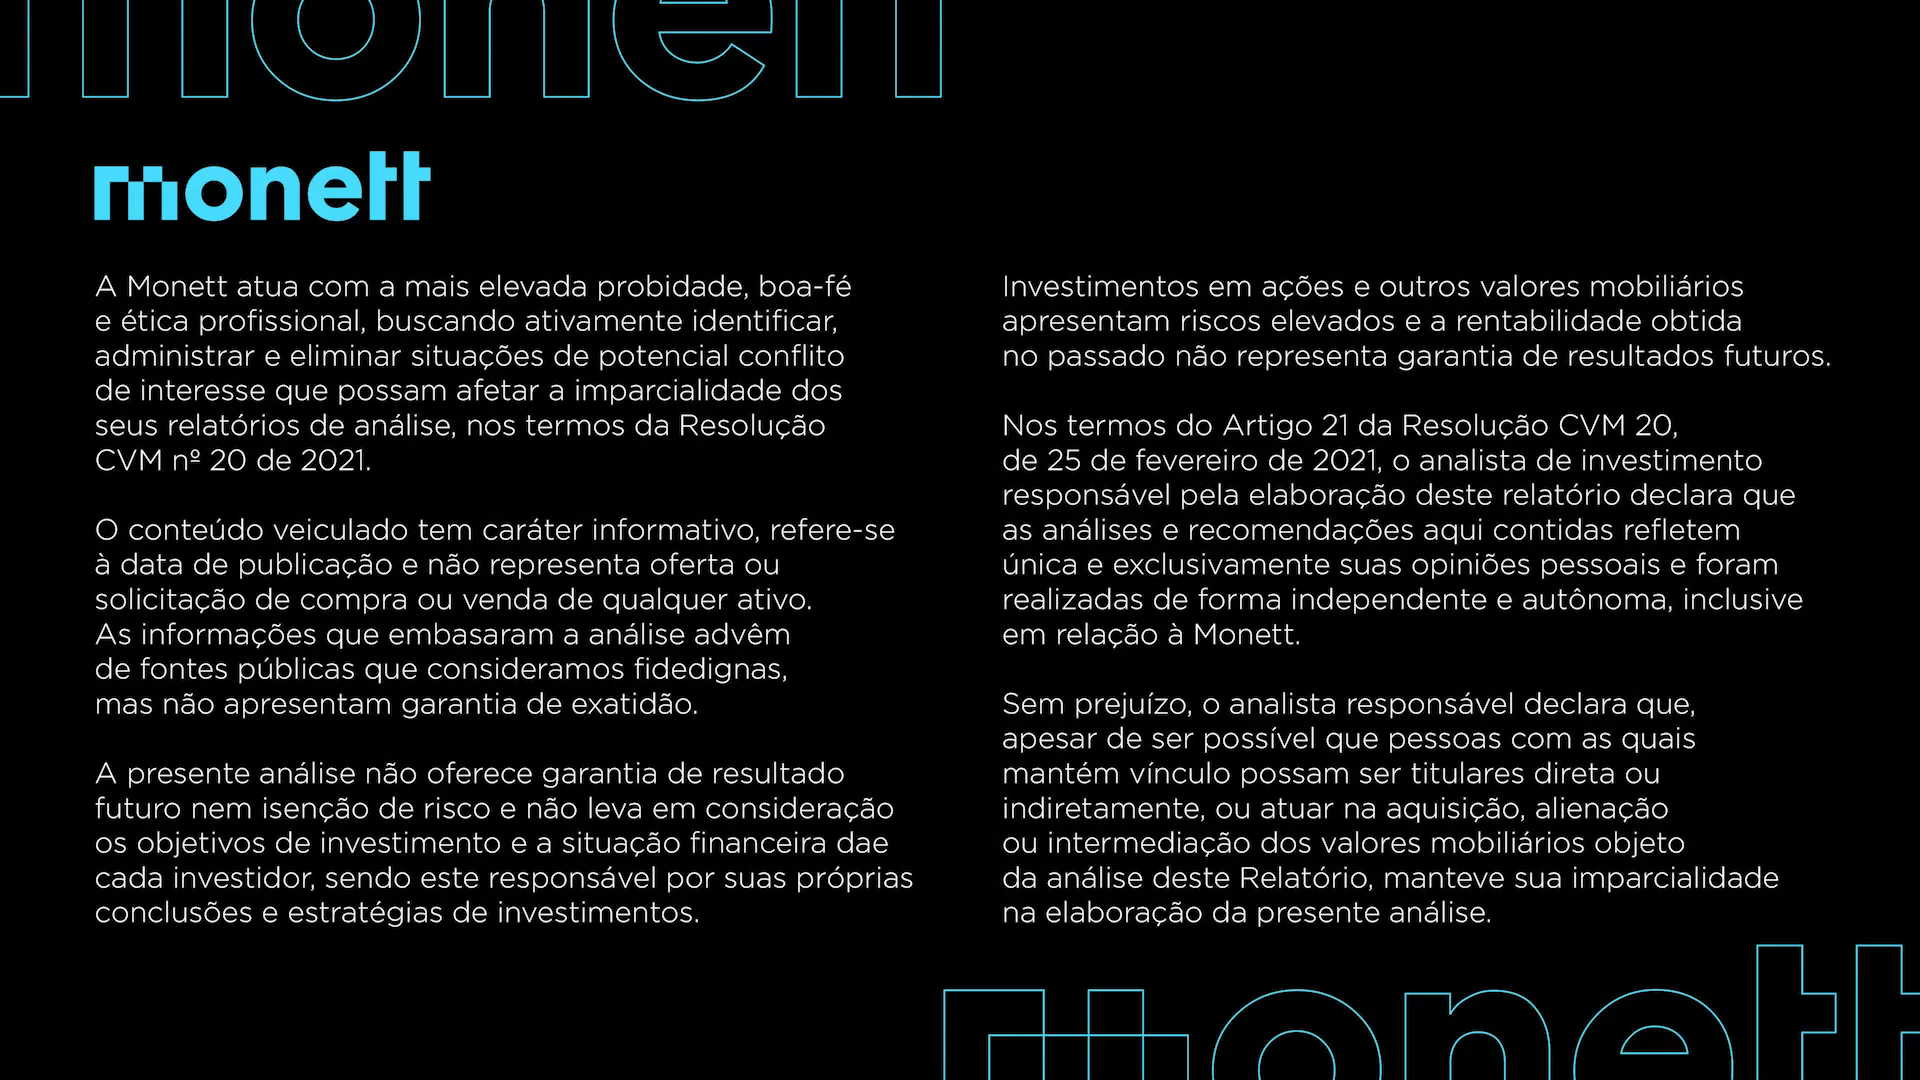 monett
monett
A Monett atua com a mais elevada probidade, boa-fé
e ética profissional, buscando ativamente identificar,
administrar e eliminar situações de potencial conflito
de interesse que possam afetar a imparcialidade dos
seus relatórios de análise, nos termos da Resolução
CVM nº 20 de 2021.
O conteúdo veiculado tem caráter informativo, refere-se
à data de publicação e não representa oferta ou
solicitação de compra ou venda de qualquer ativo.
As informações que embasaram a análise advêm
de fontes públicas que consideramos fidedignas,
mas não apresentam garantia de exatidão.
A presente análise não oferece garantia de resultado
futuro nem isenção de risco e não leva em consideração
os objetivos de investimento e a situação financeira dae
cada investidor, sendo este responsável por suas próprias
conclusões e estratégias de investimentos.
Investimentos em ações e outros valores mobiliários
apresentam riscos elevados e a rentabilidade obtida
no passado não representa garantia de resultados futuros.
Nos termos do Artigo 21 da Resolução CVM 20,
de 25 de fevereiro de 2021, o analista de investimento
responsável pela elaboração deste relatório declara que
as análises e recomendações aqui contidas refletem
única e exclusivamente suas opiniões pessoais e foram
realizadas de forma independente e autônoma, inclusive
em relação à Monett.
Sem prejuízo, o analista responsável declara que,
apesar de ser possível que pessoas com as quais
mantém vínculo possam ser titulares direta ou
indiretamente, ou atuar na aquisição, alienação
ou intermediação dos valores mobiliários objeto
da análise deste Relatório, manteve sua imparcialidade
na elaboração da presente análise.
monett